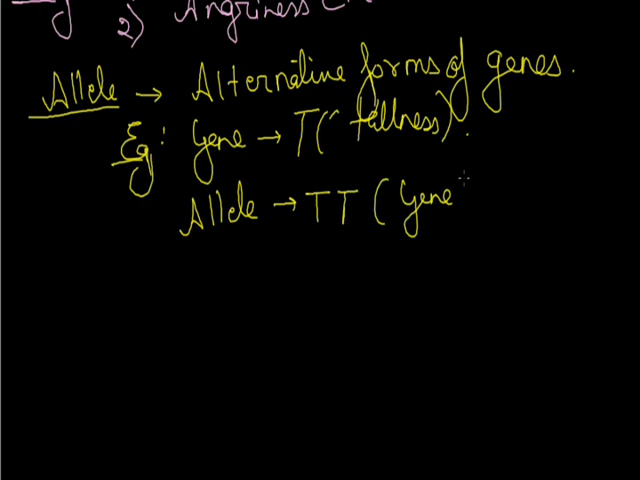 2) Angriness
Allele → Alternative forms of genes.
Eg: Gene → T( tallness).
Allele → TT ( Gene